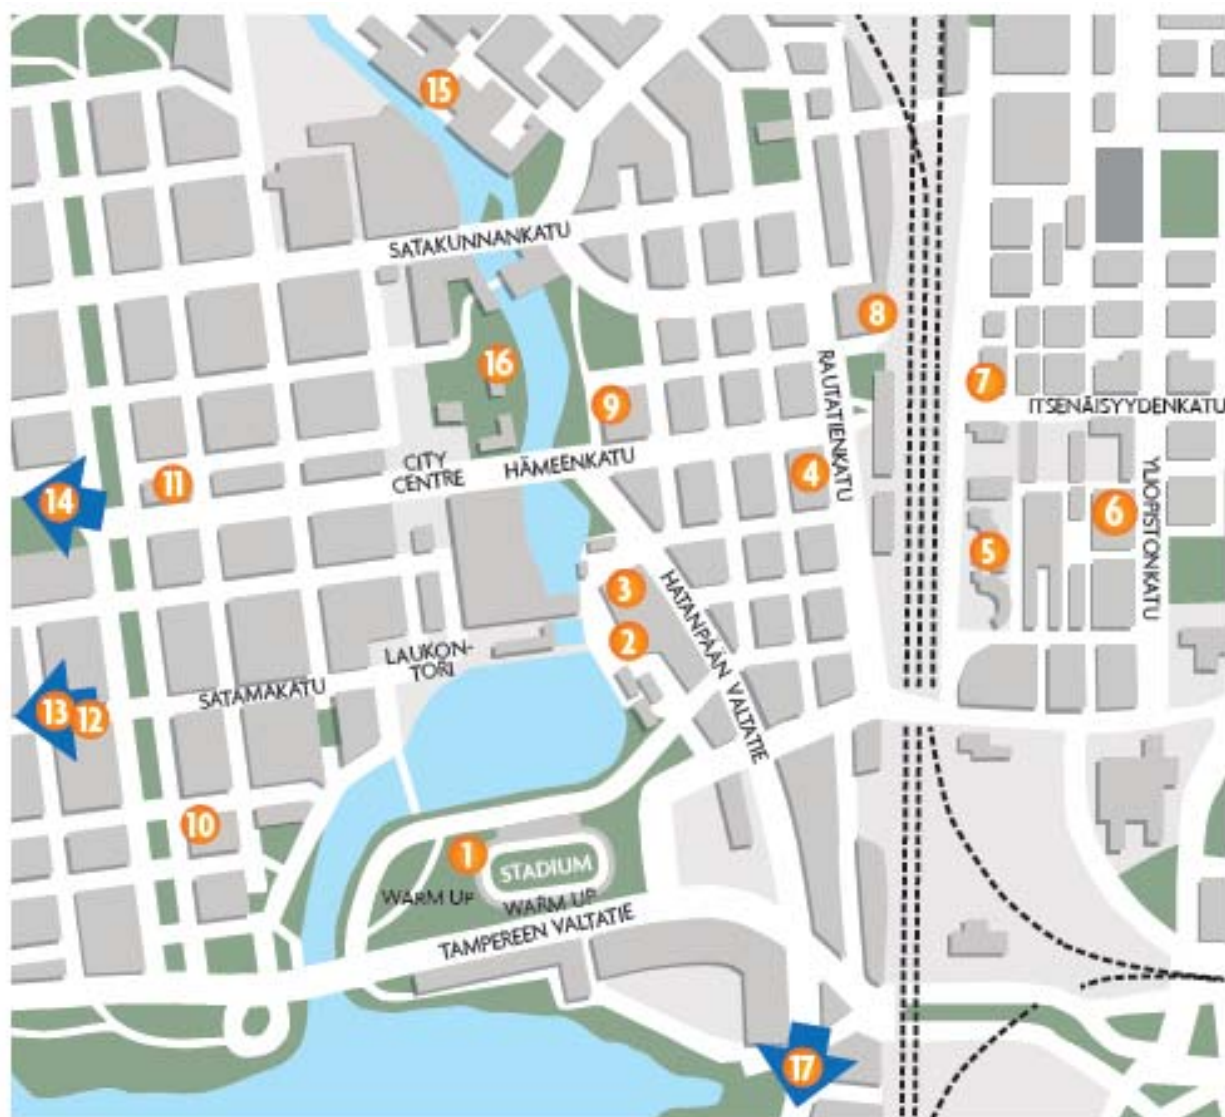 15
SATAKUNNANKATU
8
16
RAUTATIENKATU
7
9
ITSENÄISYYDENKATU
CITY
CENTRE
HÄMEENKATU
4
11
14
YLIOPISTONKATU
6
5
3
HATANPÄÄN VALTATIE
2
LAUKON-
TORI
SATAMAKATU
13
12
10
1
STADIUM
WARM UP
WARM UP
TAMPEREEN VALTATIE
17